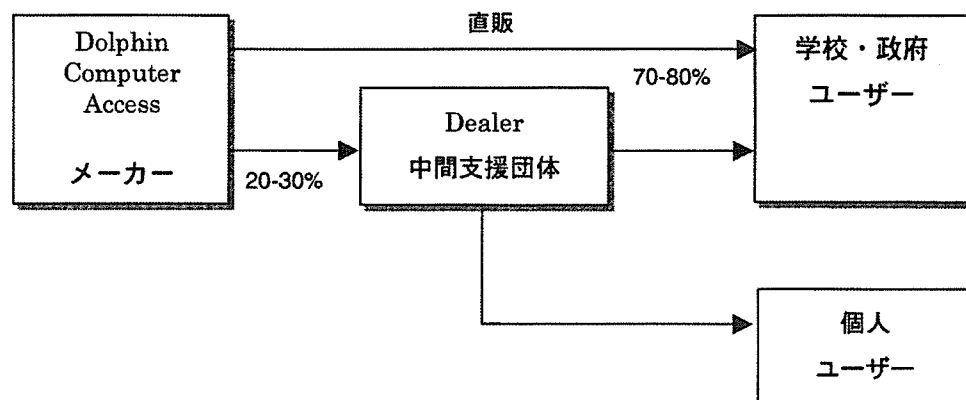 直販
Dolphin
Computer
Access
メーカー
70-80%
20-30%
Dealer
中間支援団体
学校・政府
ユーザー
個人
ユーザー